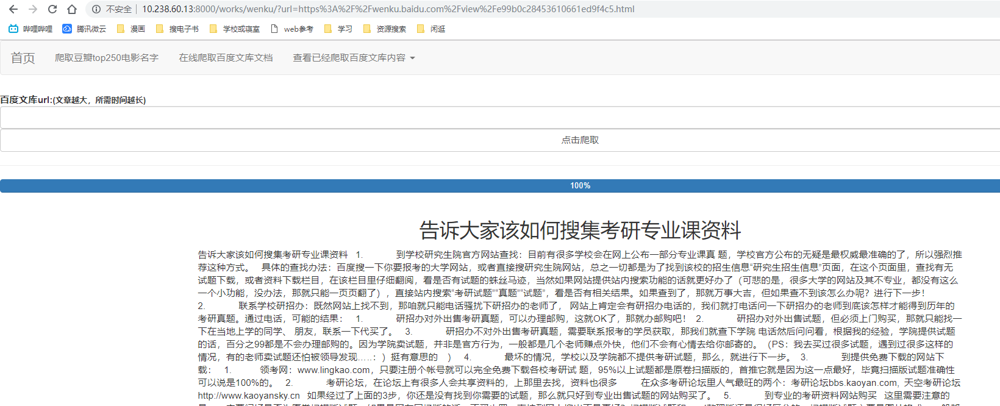 不安全 10.238.60.13:8000/works/wenku/?url=https%3A%2F%2Fwenku.baidu.com%2Fview%2Fe99b0c28453610661ed9f4c5.html
哔哩哔哩 腾讯微云 漫画 搜电子书 学校或寝室 web参考 学习 资源搜索 闲逛
首页 爬取豆瓣top250电影名字 在线爬取百度文库文档 查看已经爬取百度文库内容
百度文库url:(文章越大，所需时间越长)
点击爬取
100%
告诉大家该如何搜集考研专业课资料
告诉大家该如何搜集考研专业课资料 1. 到学校研究生院官方网站查找：目前有很多学校会在网上公布一部分专业课真 题，学校官方公布的无疑是最权威最准确的了，所以强烈推
荐这种方式。 具体的查找办法：百度搜一下你要报考的大学网站，或者直接搜研究生院网站，总之一切都是为了找到该校的招生信息“研究生招生信息”页面，在这个页面里，查找有无
试题下载，或者资料下载栏目，在该栏目里仔细翻阅，看是否有试题的蛛丝马迹，当然如果网站提供站内搜索功能的话就更好办了（可悲的是，很多大学的网站及其不专业，都没有这么
一个小功能，没办法，那就只能一页页翻了），直接站内搜索“考研试题”“真题”“试题”，看是否有相关结果。如果查到了，那就万事大吉，但如果查不到该怎么办呢？进行下一步！
2. 联系学校研招办：既然网站上找不到，那咱就只能电话骚扰下研招办的老师了， 网站上肯定会有研招办电话的，我们就打电话问一下研招办的老师到底该怎样才能得到历年的
考研真题。通过电话，可能的结果： 1. 研招办对外出售考研真题，可以办理邮购，这就OK了，那就办邮购吧！ 2. 研招办对外出售试题，但必须上门购买，那就只能找一
下在当地上学的同学、 朋友，联系一下代买了。 3. 研招办不对外出售考研真题，需要联系报考的学员获取，那我们就查下学院 电话然后问问看，根据我的经验，学院提供试题
的话，百分之99都是不会办理邮购的。因为学院卖试题，并非是官方行为，一般都是几个老师赚点外快，他们不会有心情去给你邮寄的。（PS：我去买过很多试题，遇到过很多这样的
情况，有的老师卖试题还怕被领导发现.....：）挺有意思的 ） 4. 最坏的情况，学校以及学院都不提供考研试题，那么，就进行下一步。 3. 到提供免费下载的网站下
载： 1. 领考网：www.lingkao.com，只要注册个帐号就可以完全免费下载各校考研试 题，95%以上试题都是原卷扫描版的，首推它就是因为这一点最好，毕竟扫描版试题准确性
可以说是100%的。 2. 考研论坛，在论坛上有很多人会共享资料的，上那里去找，资料也很多 在众多考研论坛里人气最旺的两个：考研论坛bbs.kaoyan.com, 天空考研论坛
http://www.kaoyansky.cn 如果经过了上面的3步，你还是没有找到你需要的试题，那么就只好到专业出售试题的网站购买了。 5. 到专业的考研资料网站购买 这里需要注意的